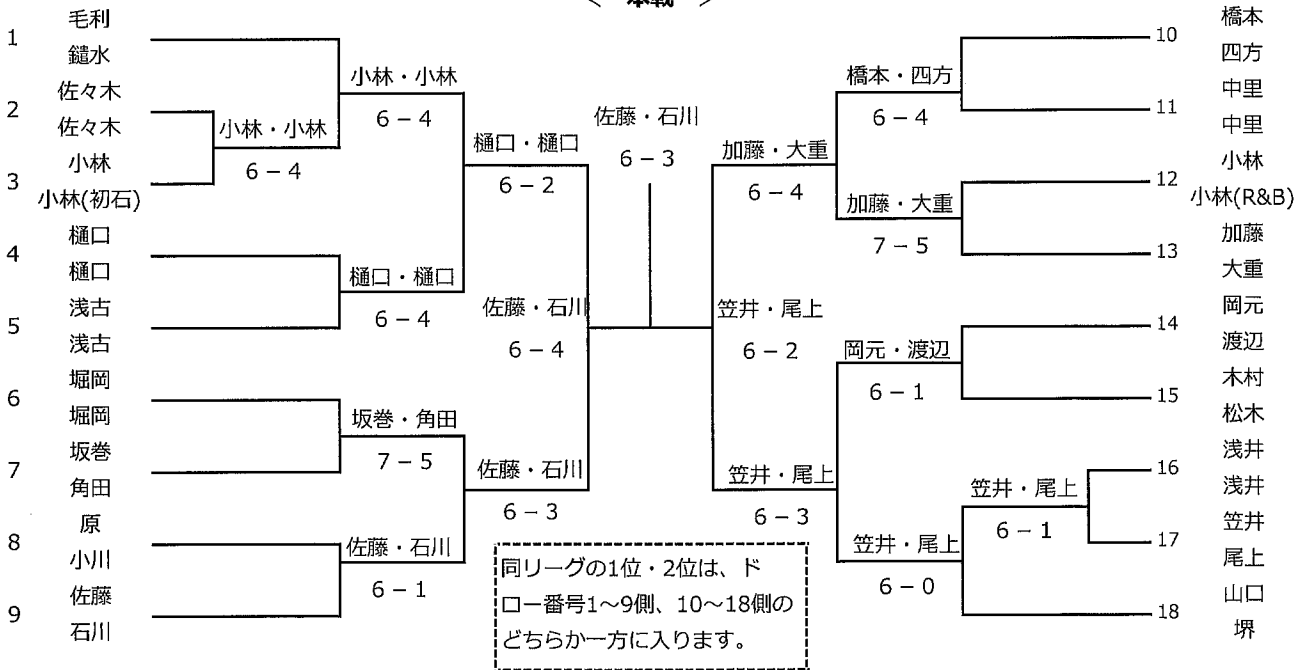 ＜ 本戦 ＞
1
毛利
鑓水
2
佐々木
佐々木
3
小林
小林(初石)
4
樋口
樋口
5
浅古
浅古
6
堀岡
堀岡
7
坂巻
角田
8
原
小川
9
佐藤
石川
小林・小林
6－4
小林・小林
6－4
樋口・樋口
6－4
坂巻・角田
7－5
佐藤・石川
6－1
樋口・樋口
6－2
佐藤・石川
6－3
佐藤・石川
6－4
佐藤・石川
6－3
笠井・尾上
6－2
加藤・大重
6－4
笠井・尾上
6－3
橋本・四方
6－4
加藤・大重
7－5
岡元・渡辺
6－1
笠井・尾上
6－0
笠井・尾上
6－1
10
橋本
四方
11
中里
中里
12
小林
小林(R&B)
13
加藤
大重
14
岡元
渡辺
15
木村
松木
16
浅井
浅井
17
笠井
尾上
18
山口
堺
同リーグの1位・2位は、ド
ロー番号1～9側、10～18側の
どちらか一方に入ります。